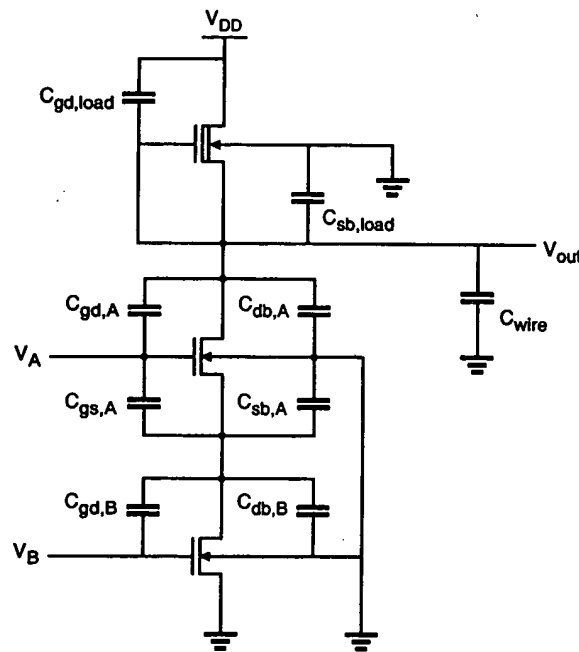 V_DD
C_gd,load
C_sb,load
V_out
C_gd,A
C_db,A
C_wire
V_A
C_gs,A
C_sb,A
C_gd,B
C_db,B
V_B